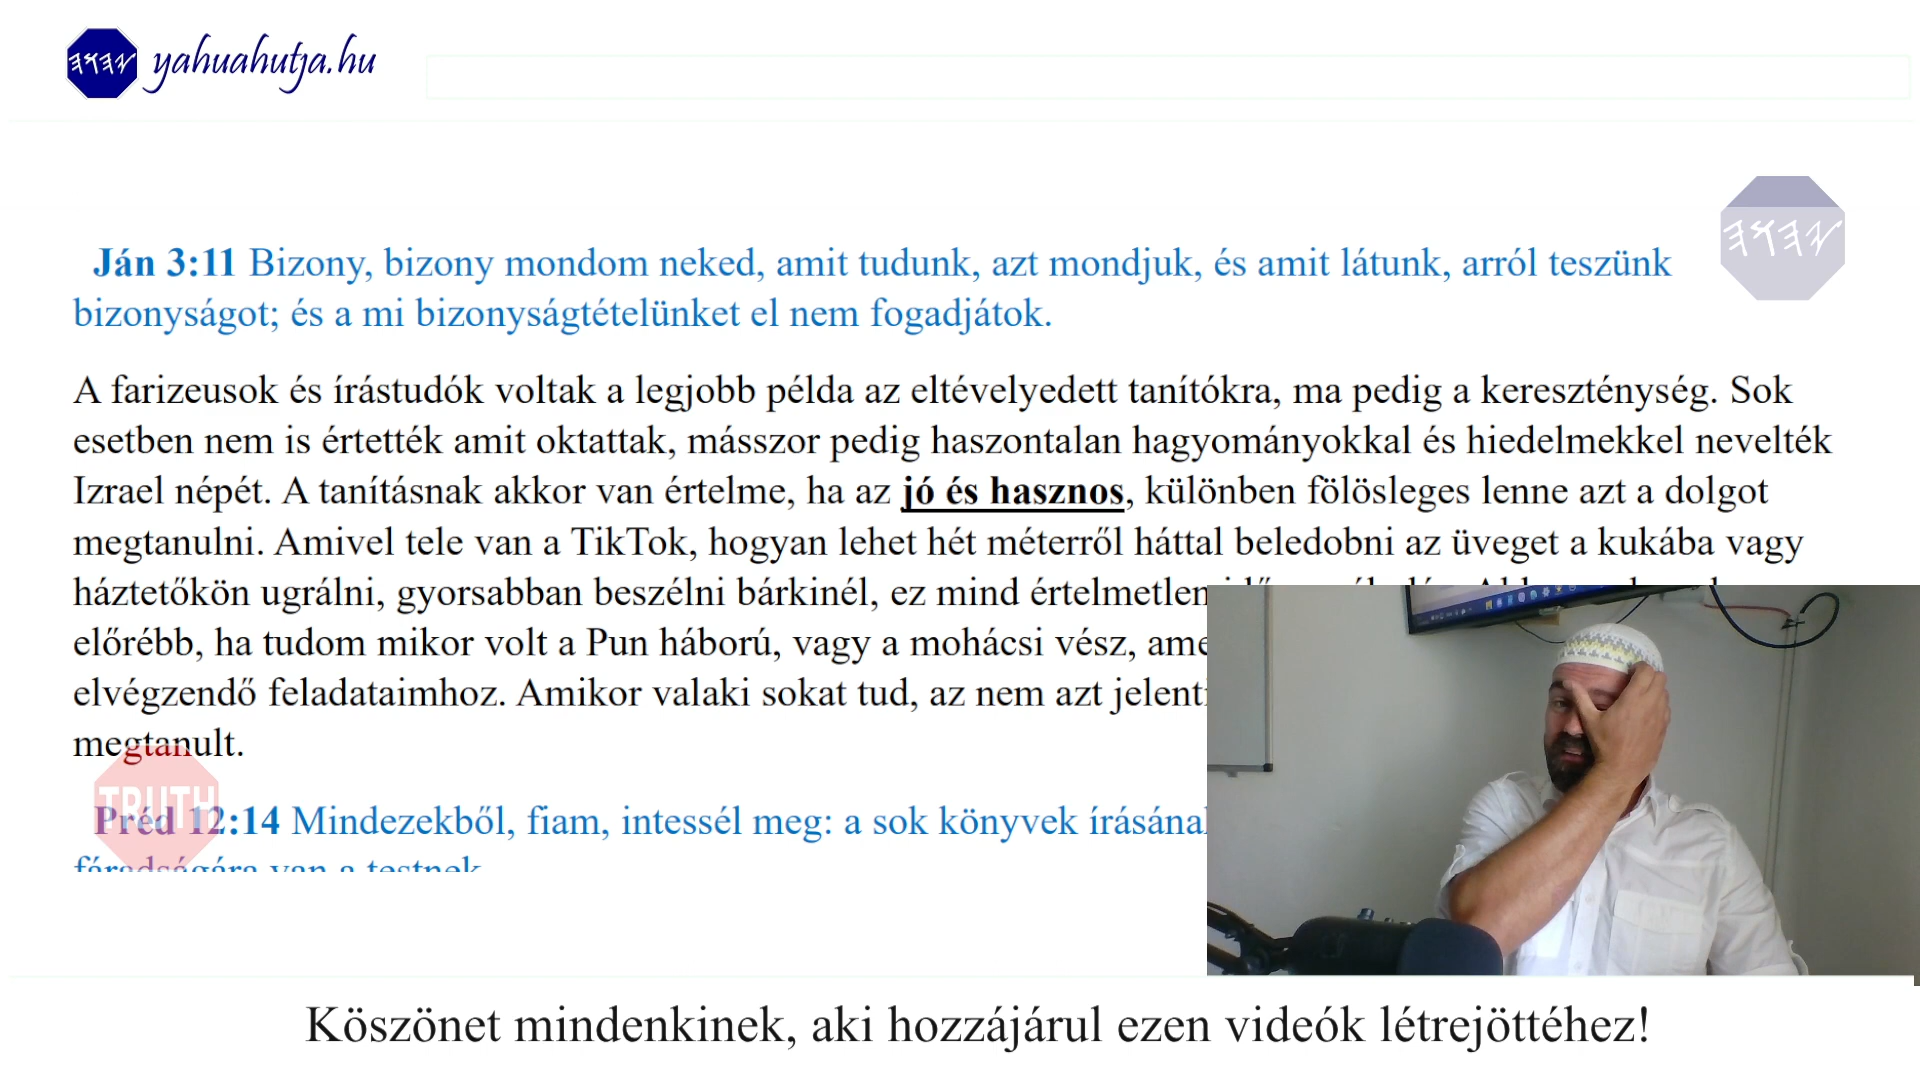 yahuahutja.hu
Ján 3:11 Bizony, bizony mondom neked, amit tudunk, azt mondjuk, és amit látunk, arról teszünk
bizonyságot; és a mi bizonyságtételünket el nem fogadjátok.
A farizeusok és írástudók voltak a legjobb példa az eltévelyedett tanítókra, ma pedig a kereszténység. Sok
esetben nem is értették amit oktattak, másszor pedig haszontalan hagyományokkal és hiedelmekkel nevelték
Izrael népét. A tanításnak akkor van értelme, ha az jó és hasznos, különben fölösleges lenne azt a dolgot
megtanulni. Amivel tele van a TikTok, hogyan lehet hét méterről háttal beledobni az üveget a kukába vagy
háztetőkön ugrálni, gyorsabban beszélni bárkinél, ez mind értelmetlen
előrébb, ha tudom mikor volt a Pun háború, vagy a mohácsi vész,
elvégzendő feladataimhoz. Amikor valaki sokat tud, az nem azt
megtanult.
TRUTH
Préd 12:14 Mindezekből, fiam, intessél meg: a sok könyvek
fáradságára van a testnek
Köszönet mindenkinek, aki hozzájárul ezen videók létrejöttéhez!